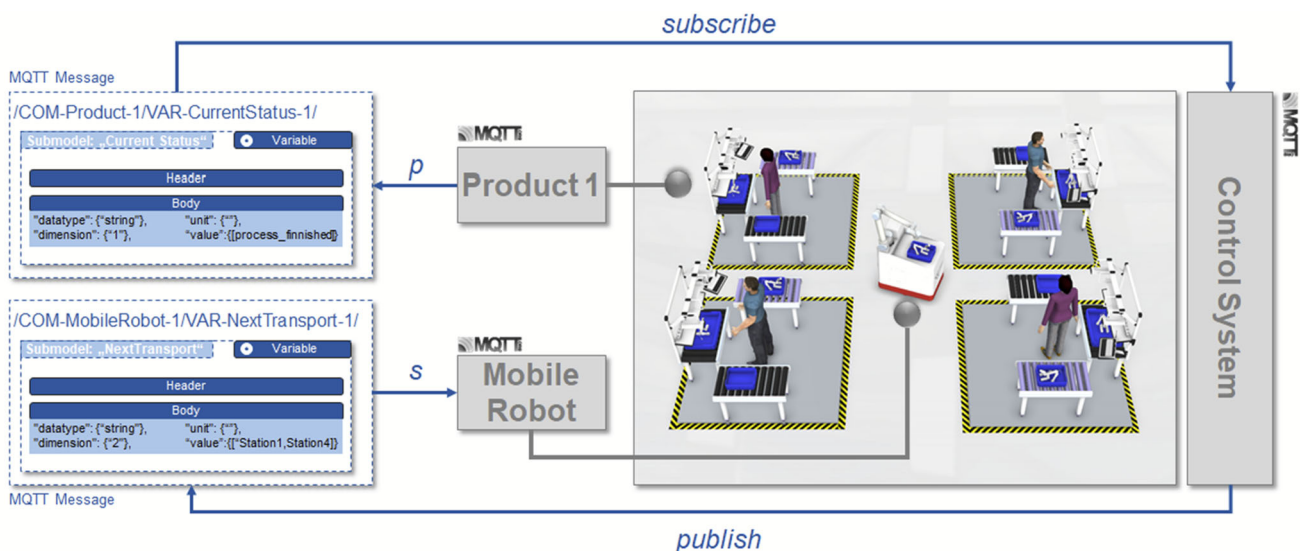 subscribe
MQTT Message
/COM-Product-1/VAR-CurrentStatus-1/
Submodel: „Current Status“
Variable
Header
Body
"datatype": {“string”}, "unit": {“”},
"dimension": {“1”}, "value":{[process_finnished]}
p
MQTT
Product 1
/COM-MobileRobot-1/VAR-NextTransport-1/
Submodel: „NextTransport“
Variable
Header
Body
"datatype": {“string”}, "unit": {“”},
"dimension": {“2”}, "value":{[“Station1,Station4]}
MQTT Message
s
MQTT
Mobile
Robot
MQTT
Control System
publish